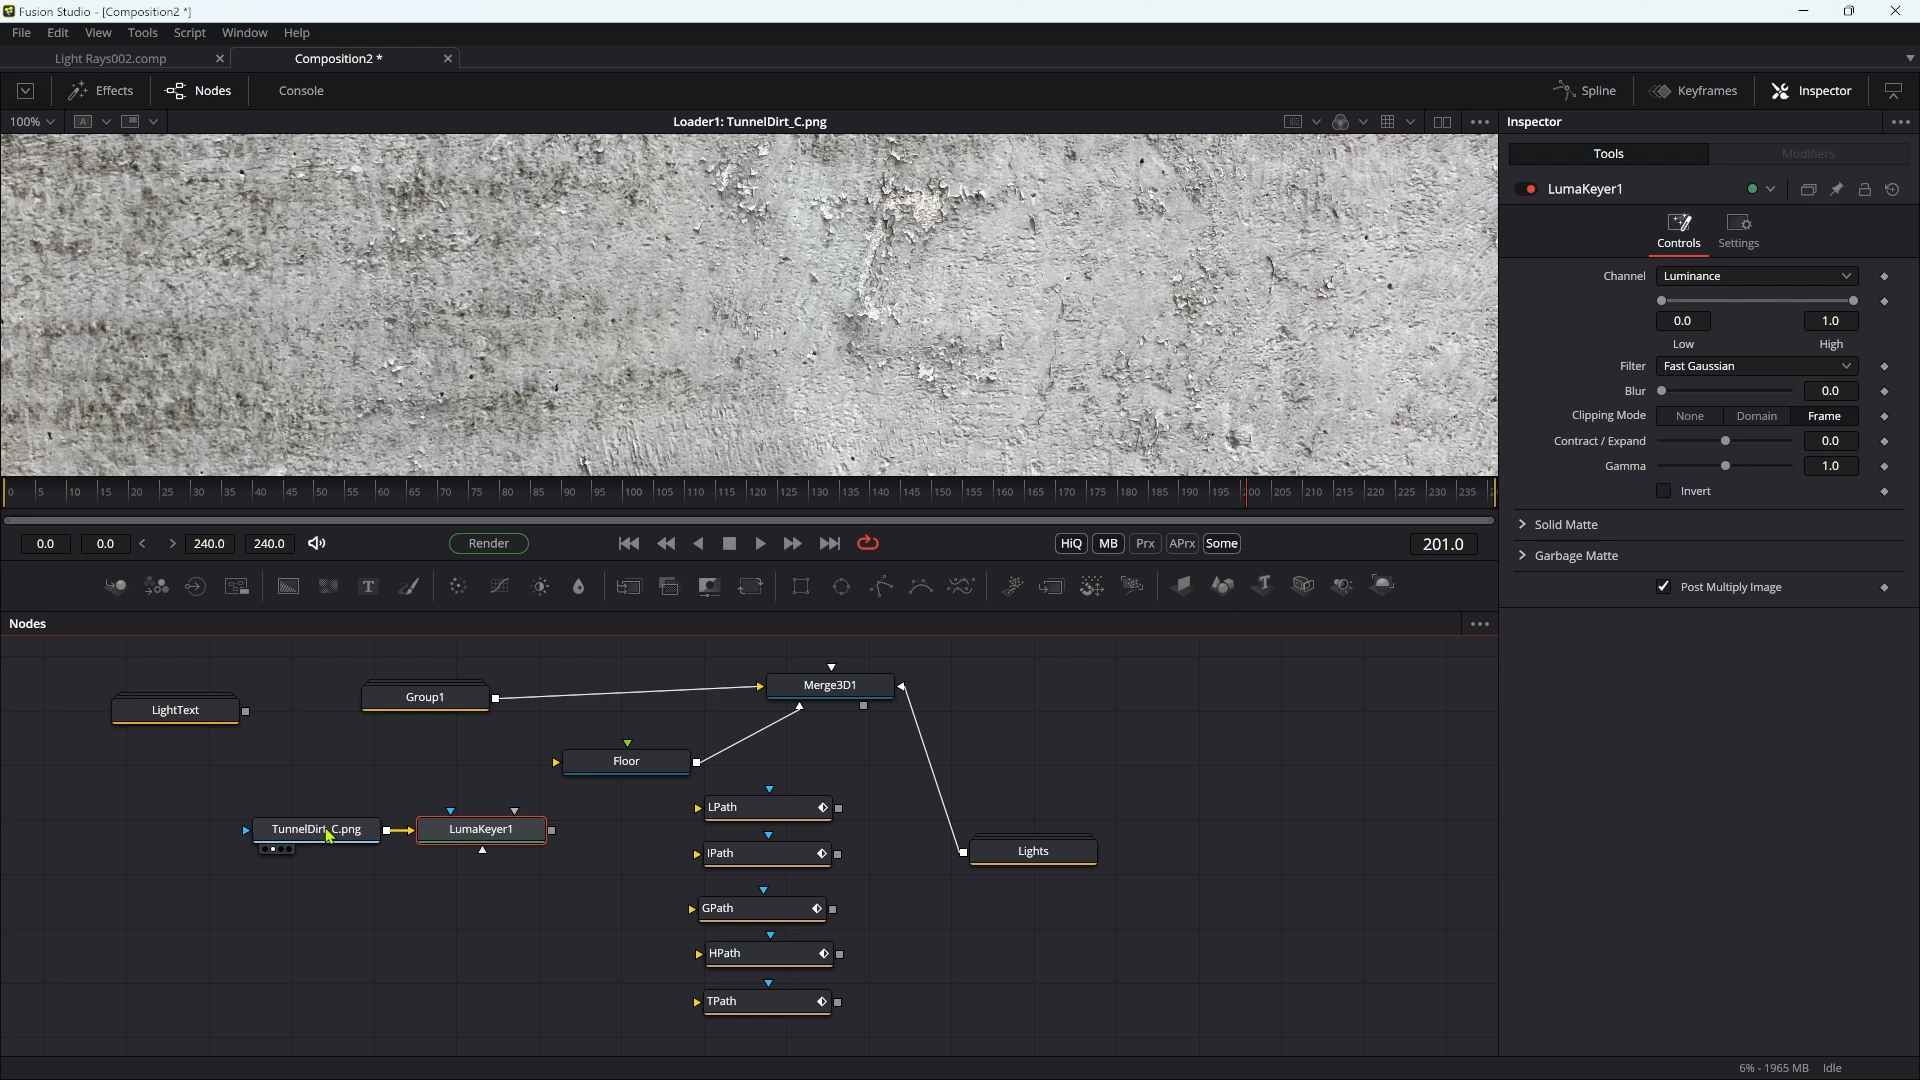 Fusion Studio - [Composition2 *]
File Edit View Tools Script Window Help
Light Rays002.comp
Composition2 *
Effects Nodes Console Spline Keyframes Inspector
100% A Loader1: TunnelDirt_C.png
0 5 10 15 20 25 30 35 40 45 50 55 60 65 70 75 80 85 90 95 100 105 110 115 120 125 130 135 140 145 150 155 160 165 170 175 180 185 190 195 200 205 210 215 220 225 230 235
0.0 0.0 240.0 240.0 Render HiQ MB Prx APrx Some 201.0
T T
Nodes
LightText
Group1
Merge3D1
Floor
TunnelDirt_C.png
LumaKeyer1
LPath
IPath
GPath
HPath
TPath
Lights
Inspector
Tools Modifiers
LumaKeyer1
Controls Settings
Channel Luminance
0.0 1.0
Low High
Filter Fast Gaussian
Blur 0.0
Clipping Mode None Domain Frame
Contract / Expand 0.0
Gamma 1.0
Invert
Solid Matte
Garbage Matte
Post Multiply Image
6% - 1965 MB Idle